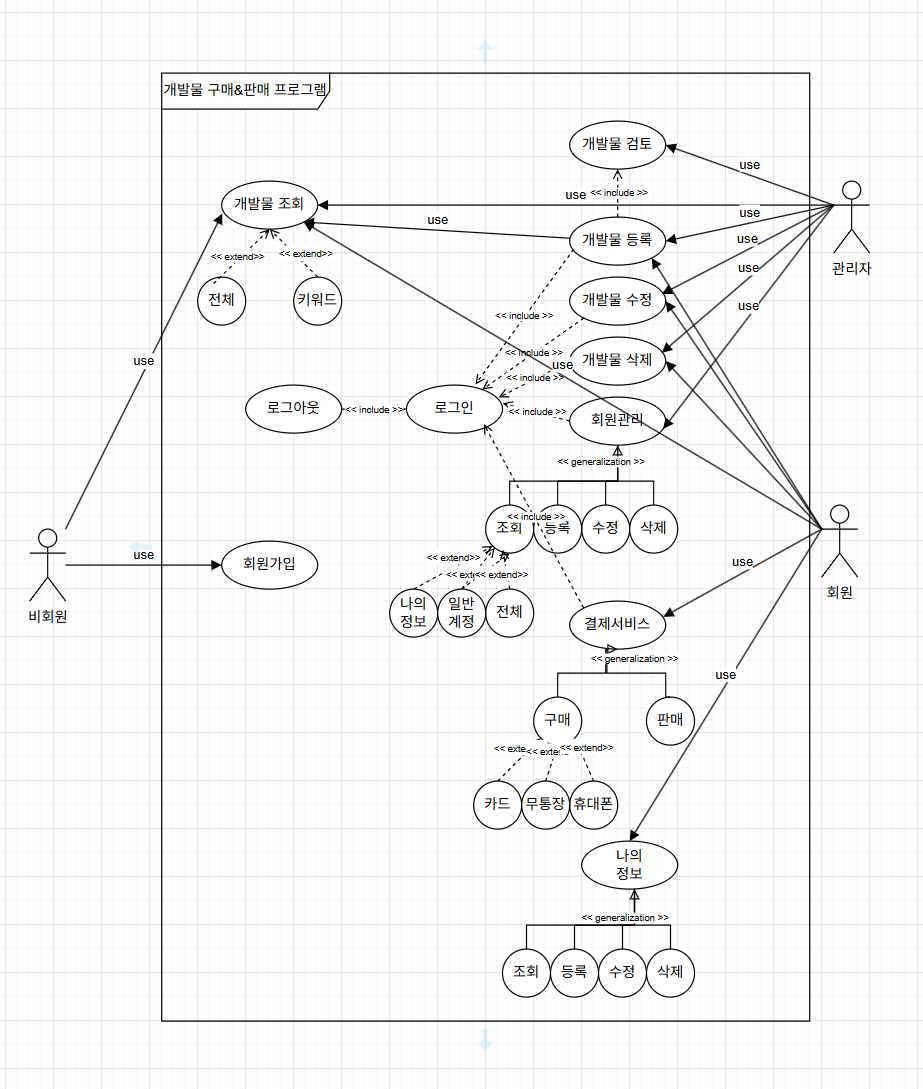 개발물 구매&판매 프로그램
개발물 검토
use
<< include >>
use
개발물 조회
use
use
개발물 등록
use
관리자
<< extend>>
<< extend>>
use
전체
키워드
개발물 수정
use
<< include >>
use
<< include >>
use
개발물 삭제
<< include >>
로그아웃
<< include >>
로그인
<< include >>
회원관리
<< generalization >>
<< include >>
조회
등록
수정
삭제
use
회원가입
비회원
<< extend>>
<< exte
<< extend>>
use
회원
나의
정보
일반
계정
전체
결제서비스
<< generalization >>
use
구매
판매
<< exte
<< exten
<< extend>>
카드
무통장
휴대폰
나의
정보
<< generalization >>
조회
등록
수정
삭제